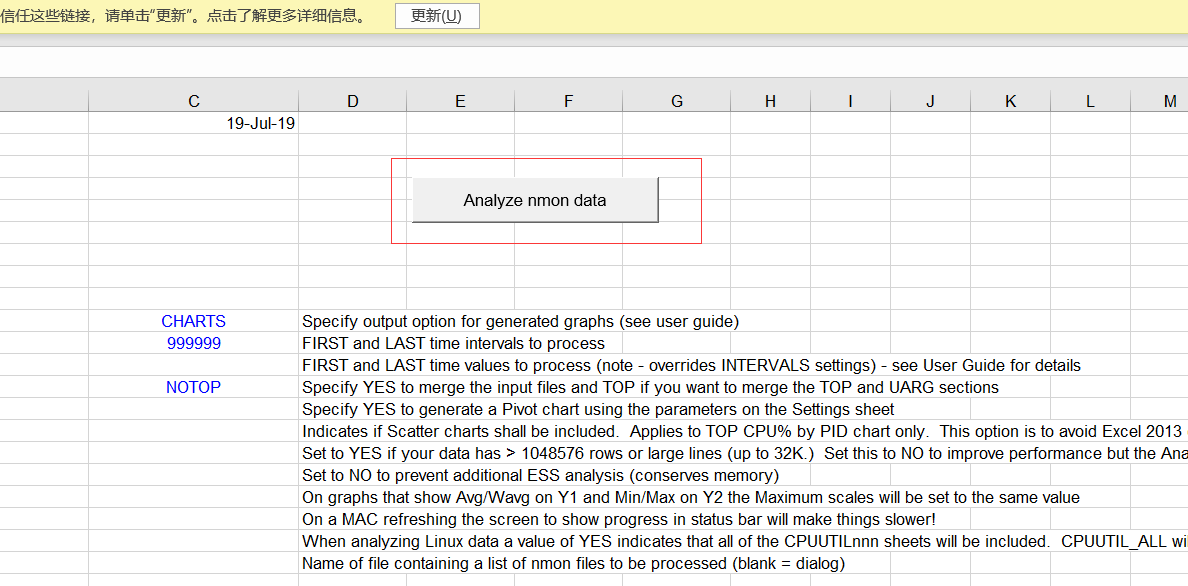 信任这些链接，请单击“更新”。点击了解更多详细信息。 更新(U)
C D E F G H I J K L M
19-Jul-19
Analyze nmon data
CHARTS Specify output option for generated graphs (see user guide)
999999 FIRST and LAST time intervals to process
FIRST and LAST time values to process (note - overrides INTERVALS settings) - see User Guide for details
NOTOP Specify YES to merge the input files and TOP if you want to merge the TOP and UARG sections
Specify YES to generate a Pivot chart using the parameters on the Settings sheet
Indicates if Scatter charts shall be included.  Applies to TOP CPU% by PID chart only.  This option is to avoid Excel 2013
Set to YES if your data has > 1048576 rows or large lines (up to 32K.)  Set this to NO to improve performance but the Ana
Set to NO to prevent additional ESS analysis (conserves memory)
On graphs that show Avg/Wavg on Y1 and Min/Max on Y2 the Maximum scales will be set to the same value
On a MAC refreshing the screen to show progress in status bar will make things slower!
When analyzing Linux data a value of YES indicates that all of the CPUUTILnnn sheets will be included.  CPUUTIL_ALL wi
Name of file containing a list of nmon files to be processed (blank = dialog)